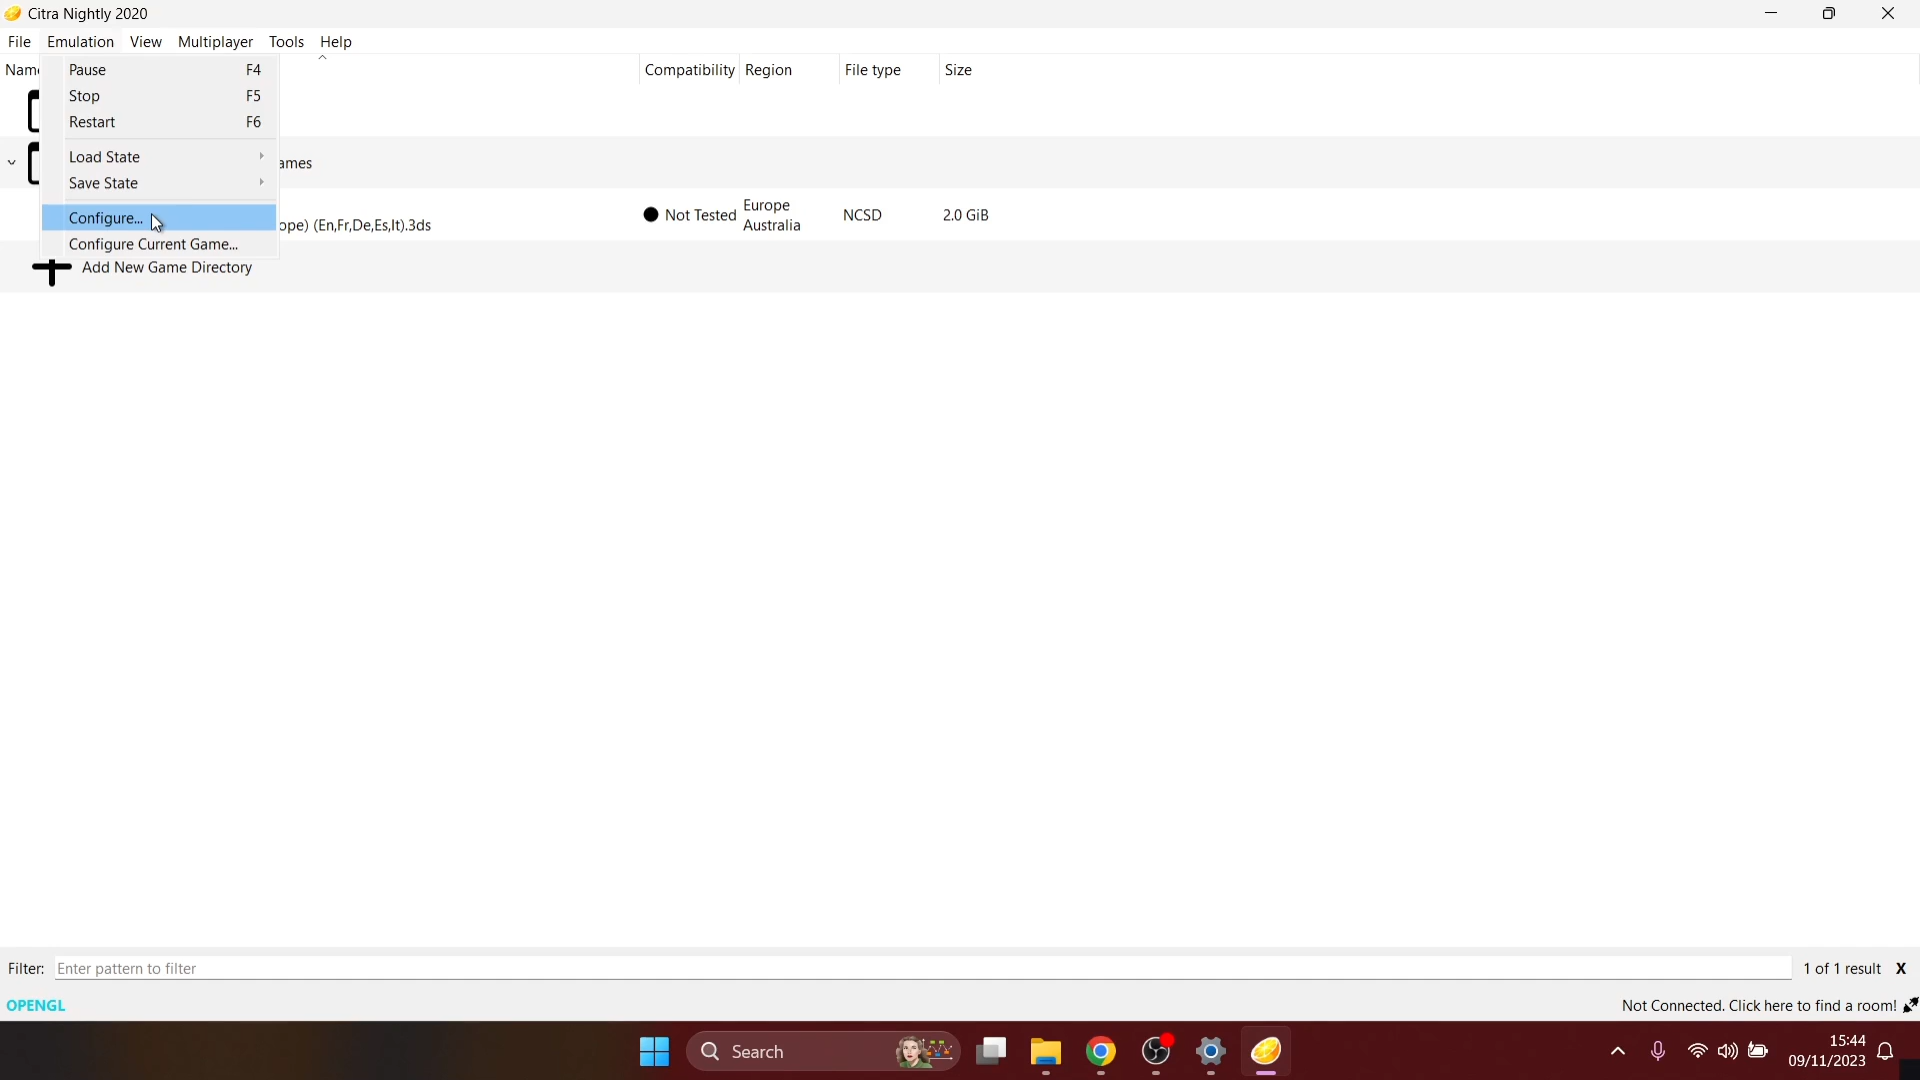 Citra Nightly 2020
File Emulation View Multiplayer Tools Help
Name Compatibility Region File type Size
Pause F4
Stop F5
Restart F6
Load State
Save State
Configure...
Configure Current Game...
ames
ope) (En,Fr,De,Es,It).3ds
Not Tested
Europe
Australia
NCSD
2.0 GiB
Add New Game Directory
Filter: Enter pattern to filter 1 of 1 result X
OPENGL Not Connected. Click here to find a room!
Search
15:44
09/11/2023